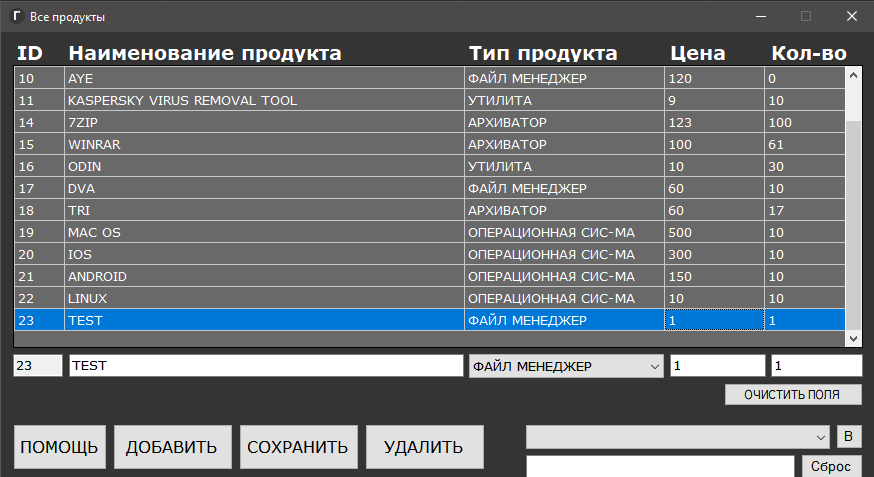 Г Все продукты
ID Наименование продукта Тип продукта Цена Кол-во
10 AYE ФАЙЛ МЕНЕДЖЕР 120 0
11 KASPERSKY VIRUS REMOVAL TOOL УТИЛИТА 9 10
14 7ZIP АРХИВАТОР 123 100
15 WINRAR АРХИВАТОР 100 61
16 ODIN УТИЛИТА 10 30
17 DVA ФАЙЛ МЕНЕДЖЕР 60 10
18 TRI АРХИВАТОР 60 17
19 MAC OS ОПЕРАЦИОННАЯ СИС-МА 500 10
20 IOS ОПЕРАЦИОННАЯ СИС-МА 300 10
21 ANDROID ОПЕРАЦИОННАЯ СИС-МА 150 10
22 LINUX ОПЕРАЦИОННАЯ СИС-МА 10 10
23 TEST ФАЙЛ МЕНЕДЖЕР 1 1
23 TEST ФАЙЛ МЕНЕДЖЕР 1 1
ОЧИСТИТЬ ПОЛЯ
ПОМОЩЬ ДОБАВИТЬ СОХРАНИТЬ УДАЛИТЬ В
Сброс